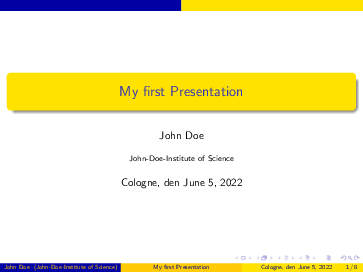 My first Presentation
John Doe
John-Doe-Institute of Science
Cologne, den June 5, 2022
John Doe (John-Doe-Institute of Science) My first Presentation Cologne, den June 5, 2022 1 / 8